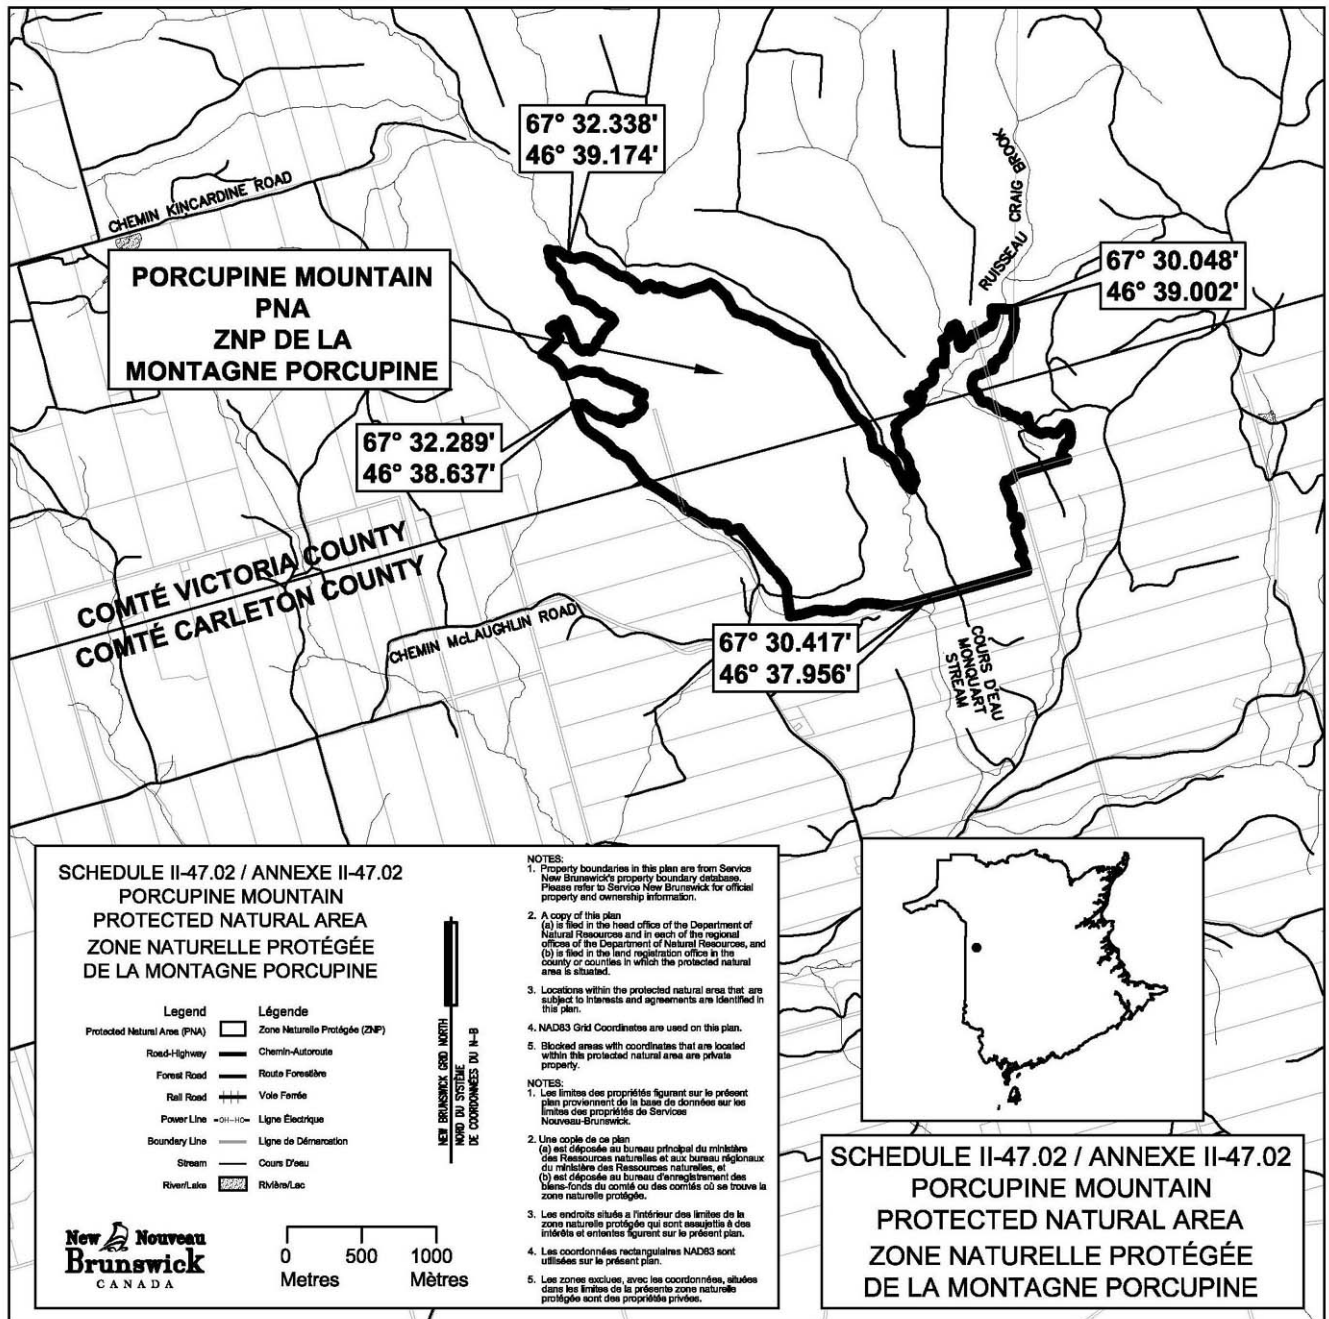 67° 32.338'
46° 39.174'
CHEMIN KINCARDINE ROAD
RUISSEAU CRAIG BROOK
67° 30.048'
46° 39.002'
PORCUPINE MOUNTAIN
PNA
ZNP DE LA
MONTAGNE PORCUPINE
67° 32.289'
46° 38.637'
COMTÉ VICTORIA COUNTY
COMTÉ CARLETON COUNTY
CHEMIN McLAUGHLIN ROAD
67° 30.417'
46° 37.956'
COURS D'EAU
MONQUART
STREAM
SCHEDULE II-47.02 / ANNEXE II-47.02
PORCUPINE MOUNTAIN
PROTECTED NATURAL AREA
ZONE NATURELLE PROTÉGÉE
DE LA MONTAGNE PORCUPINE
Legend Légende
Protected Natural Area (PNA) Zone Naturelle Protégée (ZNP)
Road-Highway Chemin-Autoroute
Forest Road Route Forestière
Rail Road Voie Ferrée
Power Line -OH-HO- Ligne Électrique
Boundary Line Ligne de Démarcation
Stream Cours D'eau
River/Lake Rivière/Lac
NEW BRUNSWICK GRID NORTH
NORD DU SYSTÈME
DE COORDONNÉES DU N-B
New Nouveau
Brunswick
CANADA
0 500 1000
Metres Mètres
NOTES:
1. Property boundaries in this plan are from Service
New Brunswick's property boundary database.
Please refer to Service New Brunswick for official
property and ownership information.
2. A copy of this plan
(a) is filed in the head office of the Department of
Natural Resources and in each of the regional
offices of the Department of Natural Resources, and
(b) is filed in the land registration office in the
county or counties in which the protected natural
area is situated.
3. Locations within the protected natural area that are
subject to interests and agreements are identified in
this plan.
4. NAD83 Grid Coordinates are used on this plan.
5. Blocked areas with coordinates that are located
within this protected natural area are private
property.
NOTES:
1. Les limites des propriétés figurant sur le présent
plan proviennent de la base de données sur les
limites des propriétés de Services
Nouveau-Brunswick.
2. Une copie de ce plan
(a) est déposée au bureau principal du ministère
des Ressources naturelles et aux bureau régionaux
du ministère des Ressources naturelles, et
(b) est déposée au bureau d'enregistrement des
biens-fonds du comté ou des comtés où se trouve la
zone naturelle protégée.
3. Les endroits situés a l'intérieur des limites de la
zone naturelle protégée qui sont assujettis à des
intérêts et ententes figurent sur le présent plan.
4. Les coordonnées rectangulaires NAD83 sont
utilisées sur le présent plan.
5. Les zones exclues, avec les coordonnées, situées
dans les limites de la présente zone naturelle
protégée sont des propriétés privées.
SCHEDULE II-47.02 / ANNEXE II-47.02
PORCUPINE MOUNTAIN
PROTECTED NATURAL AREA
ZONE NATURELLE PROTÉGÉE
DE LA MONTAGNE PORCUPINE